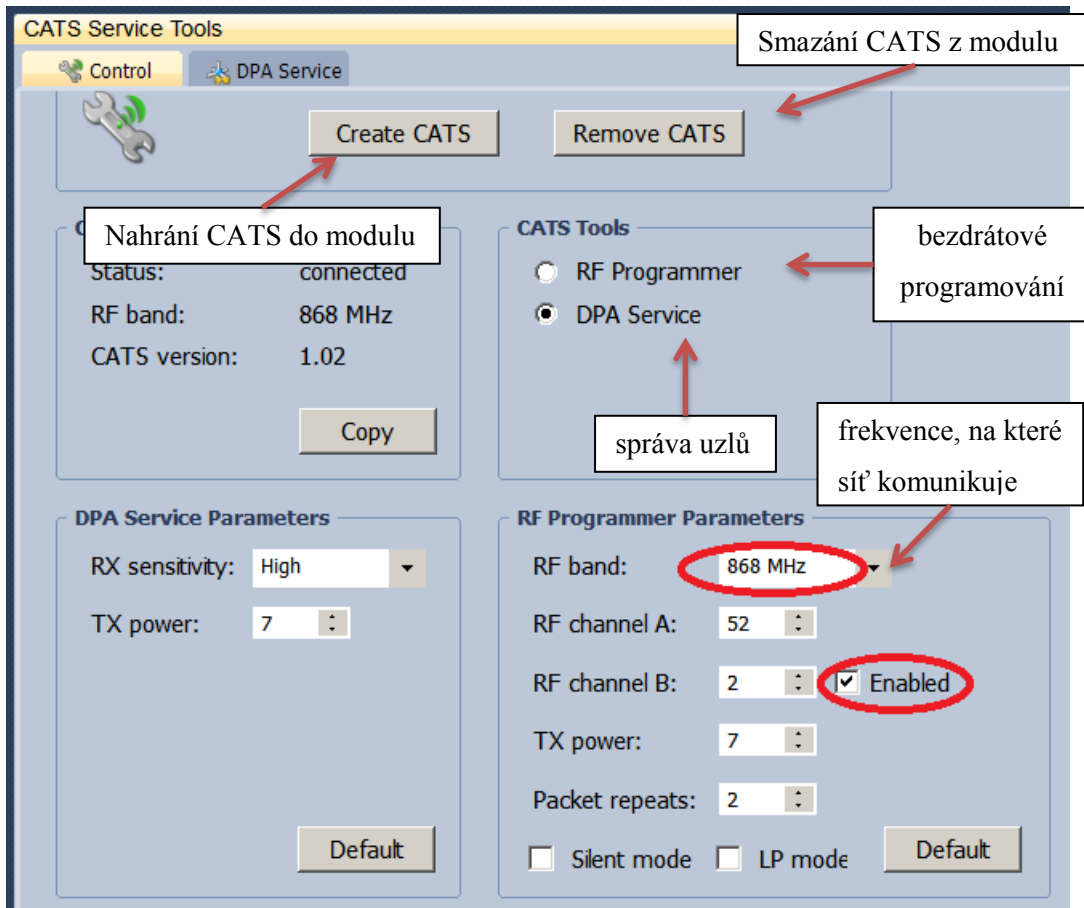 CATS Service Tools
Smazání CATS z modulu
Control
DPA Service
Create CATS
Remove CATS
Nahrání CATS do modulu
CATS Tools
bezdrátové
programování
Status:
connected
RF Programmer
RF band:
868 MHz
DPA Service
CATS version:
1.02
Copy
správa uzlů
frekvence, na které
síť komunikuje
DPA Service Parameters
RF Programmer Parameters
RX sensitivity:
High
RF band:
868 MHz
TX power:
7
RF channel A:
52
RF channel B:
2
Enabled
TX power:
7
Packet repeats:
2
Default
Silent mode
LP mode
Default